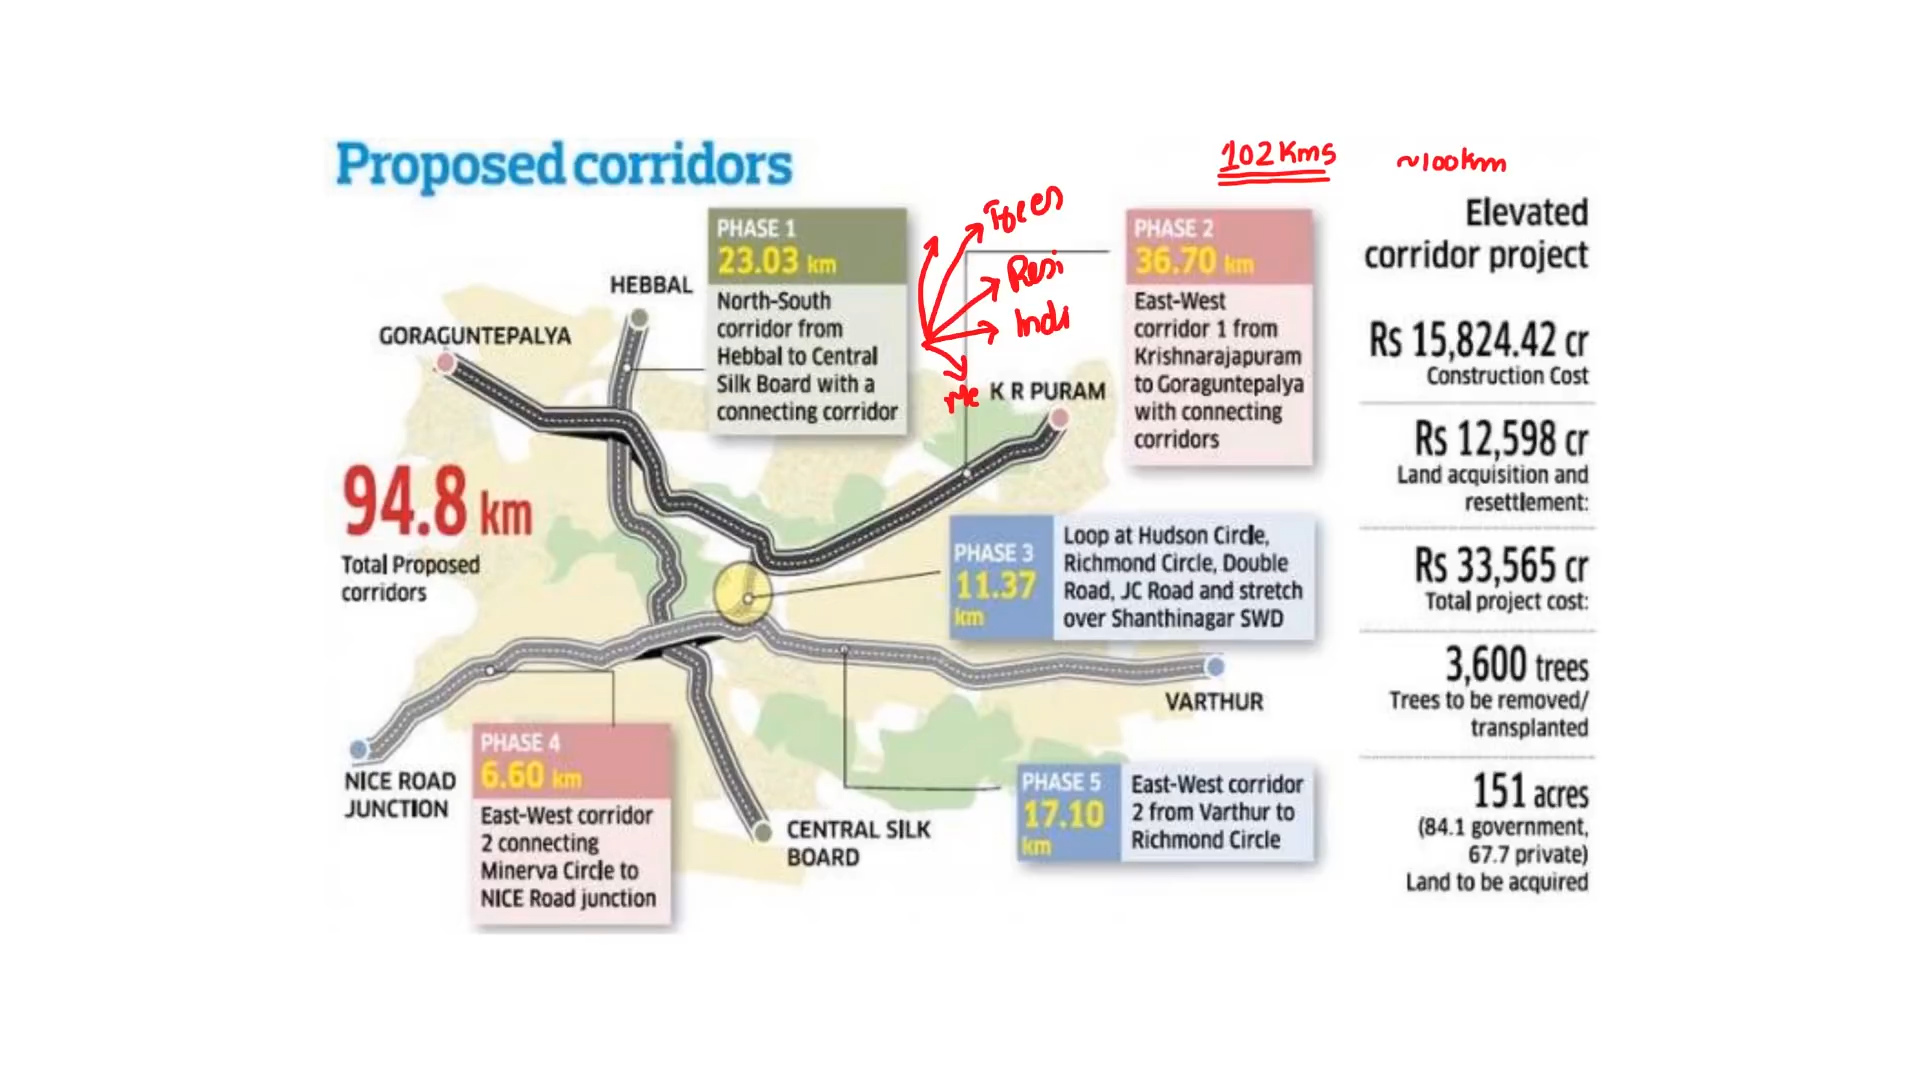 Proposed corridors
102 Kms
~100km
PHASE 1
23.03 km
North-South
corridor from
Hebbal to Central
Silk Board with a
connecting corridor
Resi
PHASE 2
36.70 km
East-West
corridor 1 from
Krishnarajapuram
to Goraguntepalya
with connecting
corridors
HEBBAL
GORAGUNTEPALYA
K R PURAM
94.8 km
Total Proposed
corridors
PHASE 3
11.37
km
Loop at Hudson Circle,
Richmond Circle, Double
Road, JC Road and stretch
over Shanthinagar SWD
VARTHUR
NICE ROAD
JUNCTION
PHASE 4
6.60 km
East-West corridor
2 connecting
Minerva Circle to
NICE Road junction
CENTRAL SILK
BOARD
PHASE 5
17.10
km
East-West corridor
2 from Varthur to
Richmond Circle
Elevated
corridor project
Rs 15,824.42 cr
Construction Cost
Rs 12,598 cr
Land acquisition and
resettlement:
Rs 33,565 cr
Total project cost:
3,600 trees
Trees to be removed/
transplanted
151 acres
(84.1 government,
67.7 private)
Land to be acquired